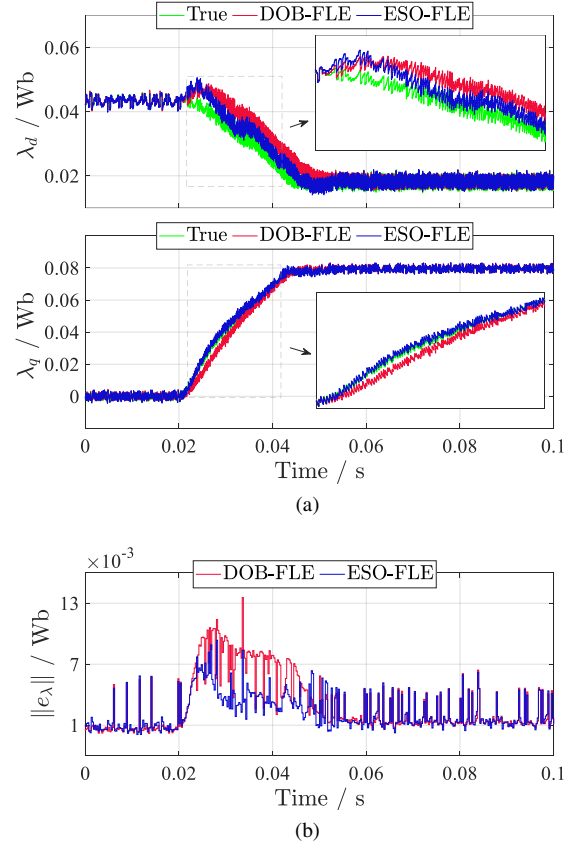 True DOB-FLE ESO-FLE
0.06
0.04
0.02
λd / Wb
True DOB-FLE ESO-FLE
0.08
0.06
0.04
0.02
0
λq / Wb
0 0.02 0.04 0.06 0.08 0.1
Time / s
(a)
×10⁻³
DOB-FLE ESO-FLE
13
7
1
||eλ|| / Wb
0 0.02 0.04 0.06 0.08 0.1
Time / s
(b)